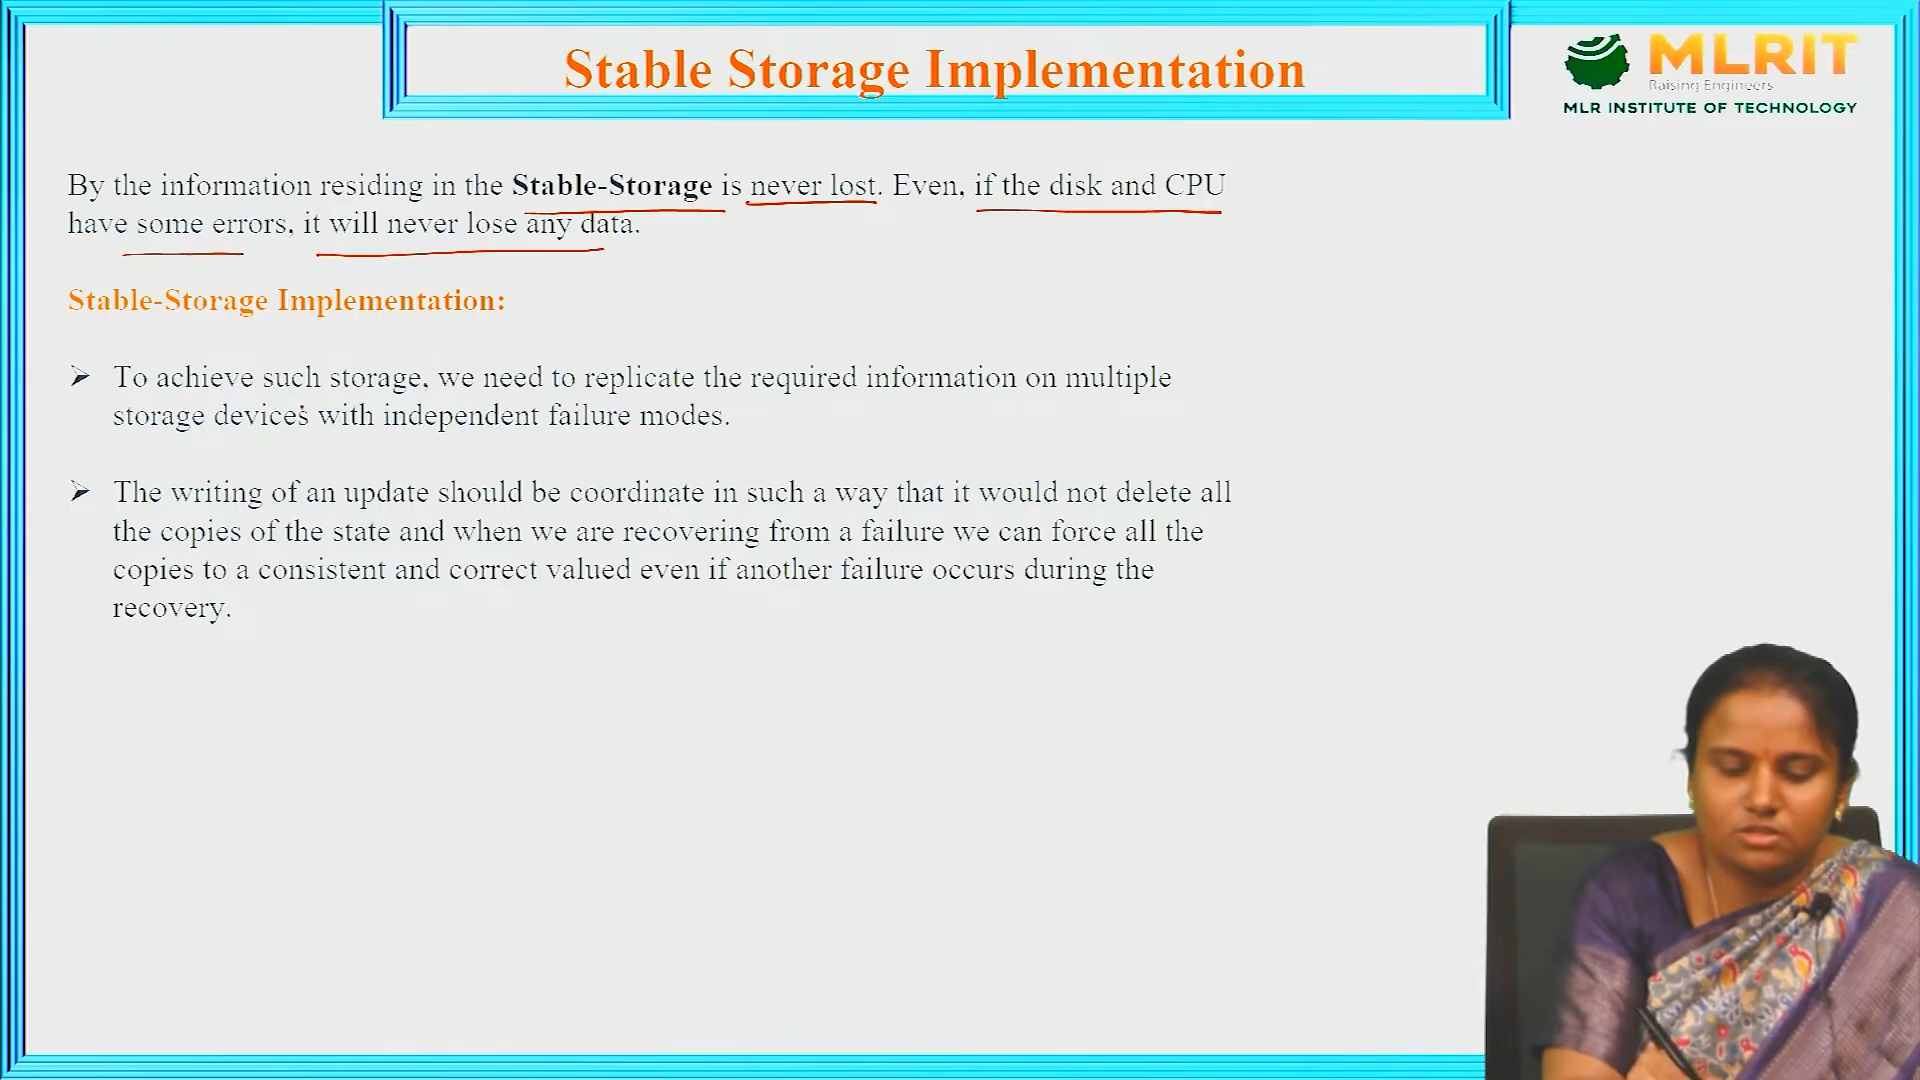 Stable Storage Implementation
MLRIT
Raising Engineers
MLR INSTITUTE OF TECHNOLOGY
By the information residing in the Stable-Storage is never lost. Even, if the disk and CPU
have some errors, it will never lose any data.
Stable-Storage Implementation:
➢ To achieve such storage, we need to replicate the required information on multiple
storage devices with independent failure modes.
➢ The writing of an update should be coordinate in such a way that it would not delete all
the copies of the state and when we are recovering from a failure we can force all the
copies to a consistent and correct valued even if another failure occurs during the
recovery.